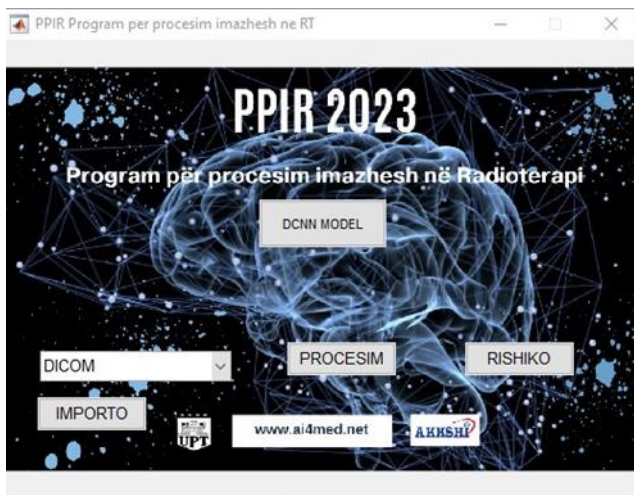 PPIR Program per procesim imazhesh ne RT
PPIR 2023
Program për procesim imazhesh në Radioterapi
DCNN MODEL
DICOM
PROCESIM
RISHIKO
IMPORTO
UPT
www.ai4med.net
AKKSHI